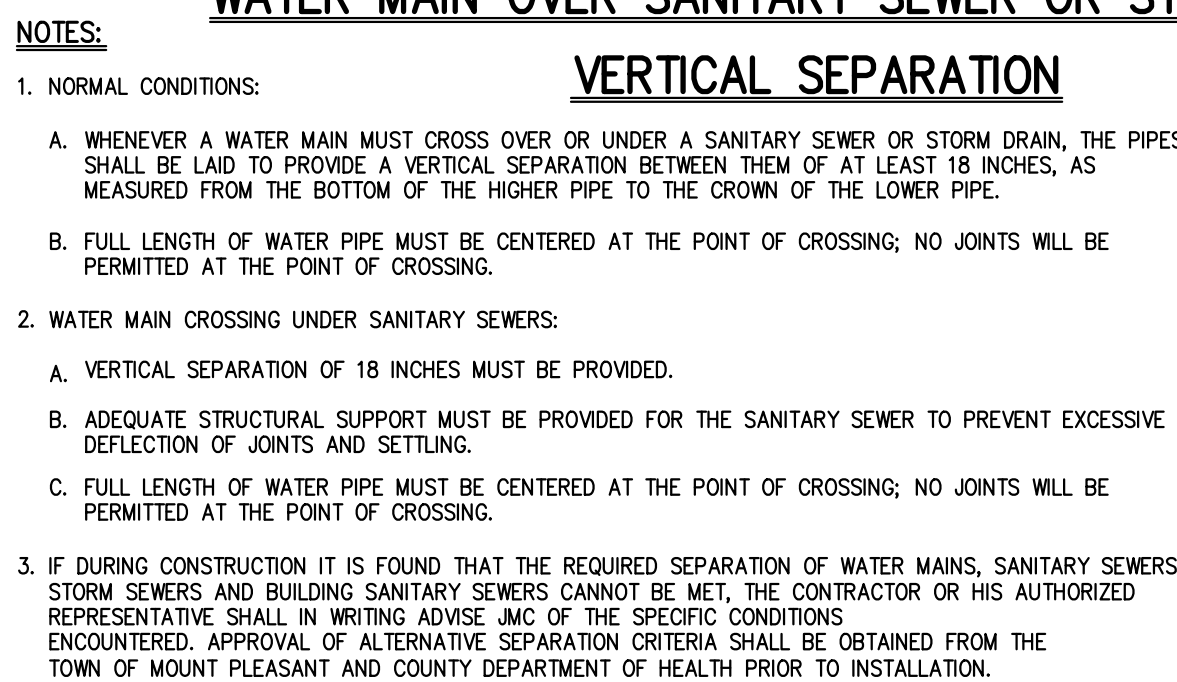 WATER MAIN OVER SANITARY SEWER OR
NOTES:
VERTICAL SEPARATION
1. NORMAL CONDITIONS:
A. WHENEVER A WATER MAIN MUST CROSS OVER OR UNDER A SANITARY SEWER OR STORM DRAIN, THE PIPES
SHALL BE LAID TO PROVIDE A VERTICAL SEPARATION BETWEEN THEM OF AT LEAST 18 INCHES, AS
MEASURED FROM THE BOTTOM OF THE HIGHER PIPE TO THE CROWN OF THE LOWER PIPE.
B. FULL LENGTH OF WATER PIPE MUST BE CENTERED AT THE POINT OF CROSSING; NO JOINTS WILL BE
PERMITTED AT THE POINT OF CROSSING.
2. WATER MAIN CROSSING UNDER SANITARY SEWERS:
A. VERTICAL SEPARATION OF 18 INCHES MUST BE PROVIDED.
B. ADEQUATE STRUCTURAL SUPPORT MUST BE PROVIDED FOR THE SANITARY SEWER TO PREVENT EXCESSIVE
DEFLECTION OF JOINTS AND SETTLING.
C. FULL LENGTH OF WATER PIPE MUST BE CENTERED AT THE POINT OF CROSSING; NO JOINTS WILL BE
PERMITTED AT THE POINT OF CROSSING.
3. IF DURING CONSTRUCTION IT IS FOUND THAT THE REQUIRED SEPARATION OF WATER MAINS, SANITARY SEWERS
STORM SEWERS AND BUILDING SANITARY SEWERS CANNOT BE MET, THE CONTRACTOR OR HIS AUTHORIZED
REPRESENTATIVE SHALL IN WRITING ADVISE JMC OF THE SPECIFIC CONDITIONS
ENCOUNTERED. APPROVAL OF ALTERNATIVE SEPARATION CRITERIA SHALL BE OBTAINED FROM THE
TOWN OF MOUNT PLEASANT AND COUNTY DEPARTMENT OF HEALTH PRIOR TO INSTALLATION.